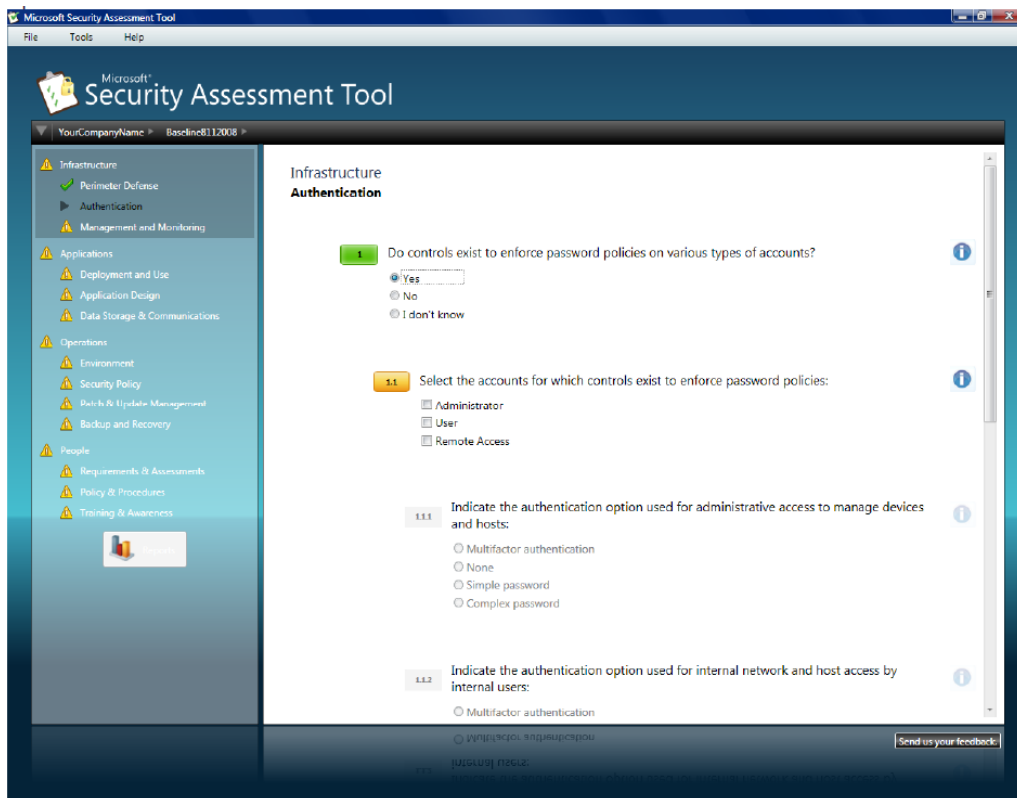 Microsoft Security Assessment Tool
File Tools Help
Microsoft®
Security Assessment Tool
YourCompanyName Baseline8112008
Infrastructure
Perimeter Defense
Authentication
Management and Monitoring
Applications
Deployment and Use
Application Design
Data Storage & Communications
Operations
Environment
Security Policy
Patch & Update Management
Backup and Recovery
People
Requirements & Assessments
Policy & Procedures
Training & Awareness
Reports
Infrastructure
Authentication
1 Do controls exist to enforce password policies on various types of accounts?
Yes
No
I don't know
1.1 Select the accounts for which controls exist to enforce password policies:
Administrator
User
Remote Access
1.1.1 Indicate the authentication option used for administrative access to manage devices
and hosts:
Multifactor authentication
None
Simple password
Complex password
1.1.2 Indicate the authentication option used for internal network and host access by
internal users:
Multifactor authentication
Send us your feedback